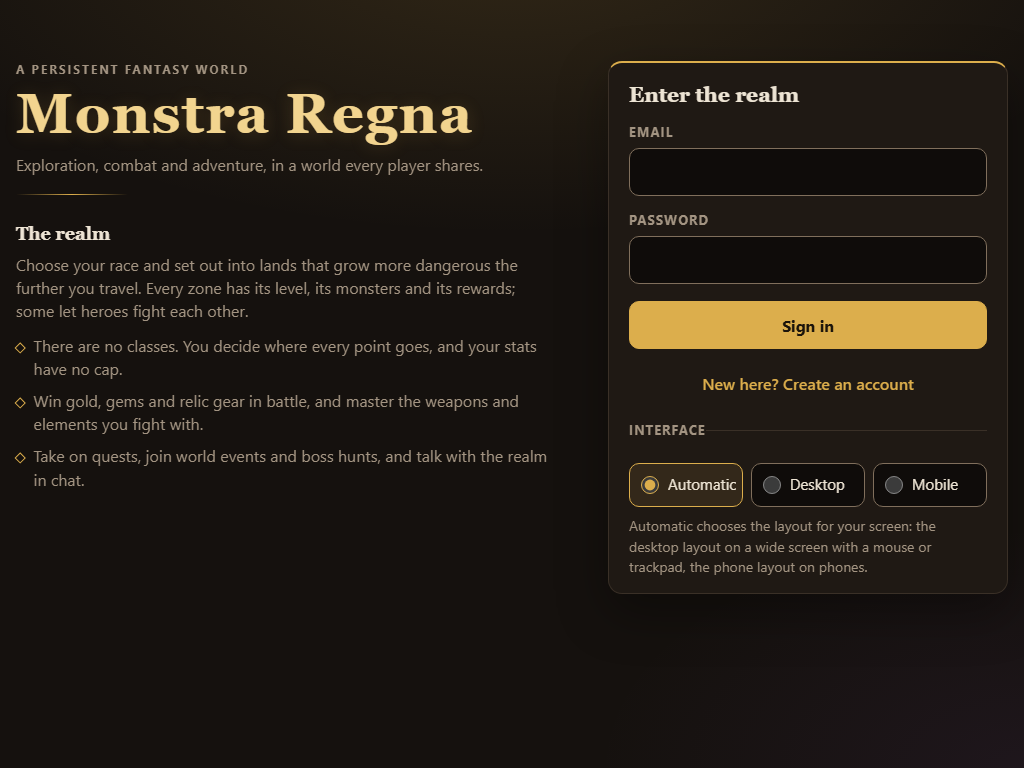 A PERSISTENT FANTASY WORLD
Monstra Regna
Exploration, combat and adventure, in a world every player shares.
The realm
Choose your race and set out into lands that grow more dangerous the
further you travel. Every zone has its level, its monsters and its rewards;
some let heroes fight each other.
There are no classes. You decide where every point goes, and your stats
have no cap.
Win gold, gems and relic gear in battle, and master the weapons and
elements you fight with.
Take on quests, join world events and boss hunts, and talk with the realm
in chat.
Enter the realm
EMAIL
PASSWORD
Sign in
New here? Create an account
INTERFACE
Automatic
Desktop
Mobile
Automatic chooses the layout for your screen: the
desktop layout on a wide screen with a mouse or
trackpad, the phone layout on phones.